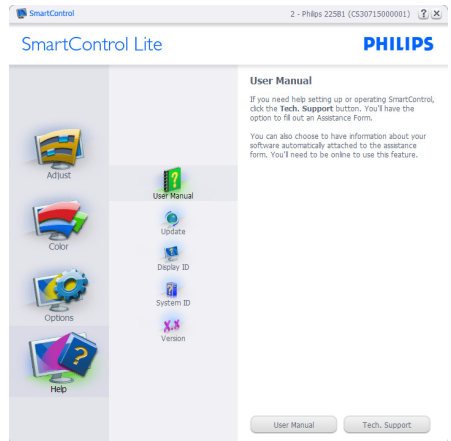 SmartControl
2 - Philips 225B1 (CS30715000001)
SmartControl Lite
PHILIPS
Adjust
Color
Options
Help
User Manual
Update
Display ID
System ID
X.X
Version
User Manual
If you need help setting up or operating SmartControl,
click the Tech. Support button. You'll have the
option to fill out an Assistance Form.
You can also choose to have information about your
software automatically attached to the assistance
form. You'll need to be online to use this feature.
User Manual
Tech. Support